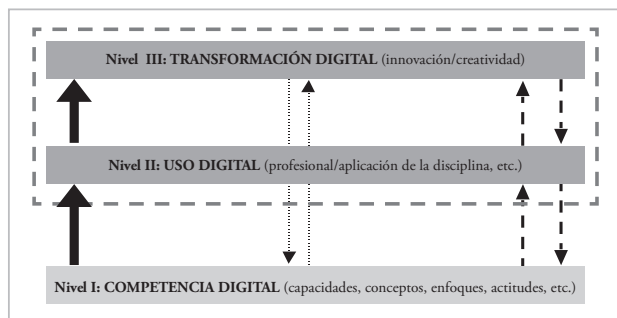 Nivel III: TRANSFORMACIÓN DIGITAL (innovación/creatividad)
Nivel II: USO DIGITAL (profesional/aplicación de la disciplina, etc.)
Nivel I: COMPETENCIA DIGITAL (capacidades, conceptos, enfoques, actitudes, etc.)